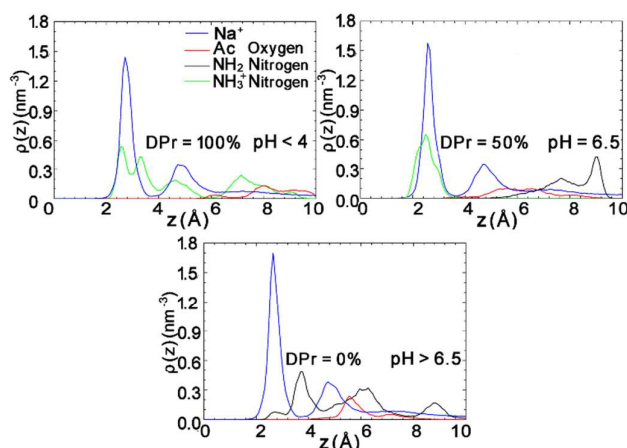 1.8
1.5
1.2
0.9
0.6
0.3
0.0
ρ(z)(nm⁻³)
Na⁺
Ac Oxygen
NH₂ Nitrogen
NH₃⁺ Nitrogen
DPr = 100% pH < 4
0 2 4 6 8 10
z (Å)
1.8
1.5
1.2
0.9
0.6
0.3
0.0
ρ(z)(nm⁻³)
DPr = 50% pH = 6.5
0 2 4 6 8 10
z (Å)
1.8
1.5
1.2
0.9
0.6
0.3
0.0
ρ(z)(nm⁻³)
DPr = 0% pH > 6.5
0 2 4 6 8 10
z (Å)